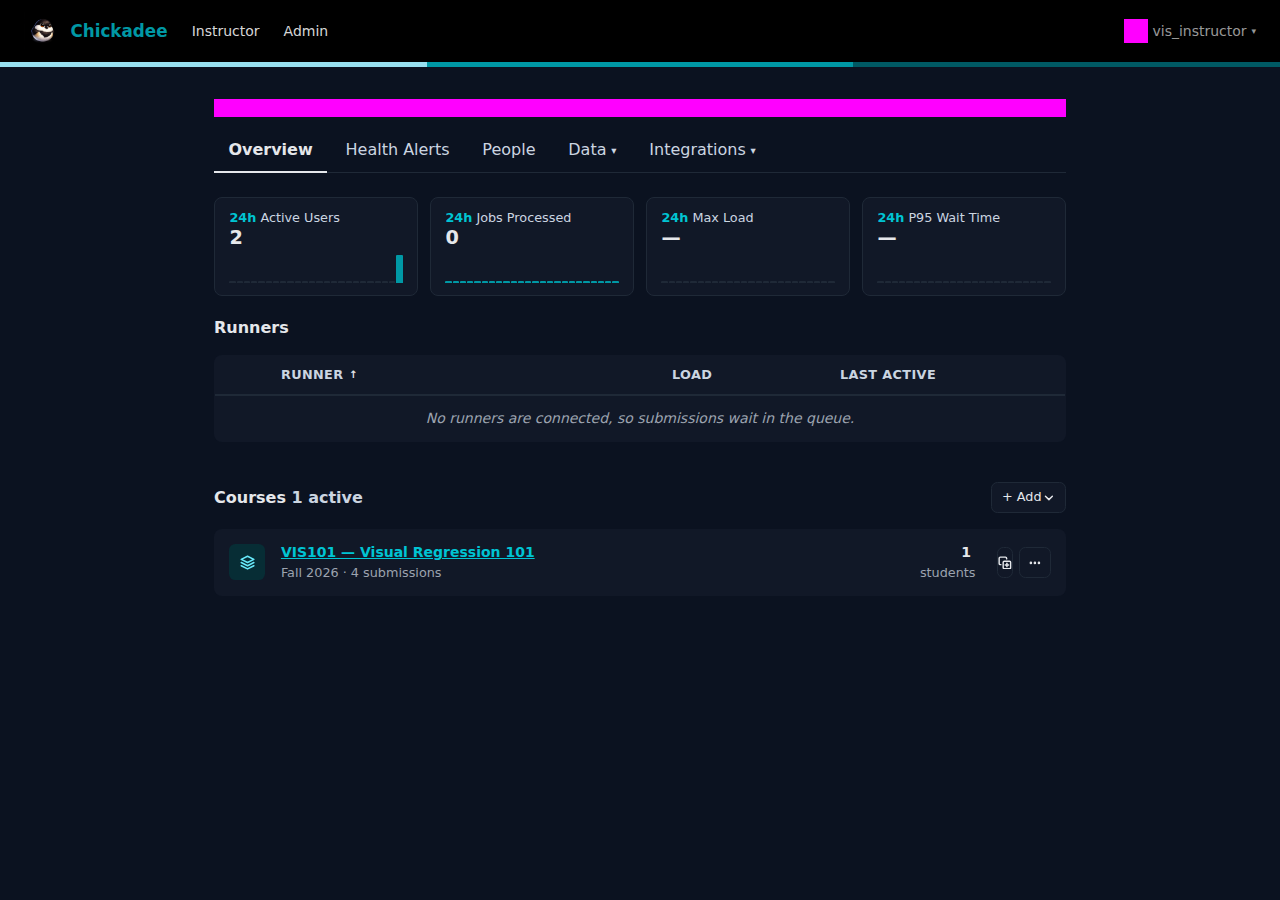 Chickadee Instructor Admin vis_instructor ▾
Overview Health Alerts People Data ▾ Integrations ▾
24h Active Users
2
24h Jobs Processed
0
24h Max Load
—
24h P95 Wait Time
—
Runners
RUNNER ↑ LOAD LAST ACTIVE
No runners are connected, so submissions wait in the queue.
Courses 1 active
+ Add
VIS101 — Visual Regression 101
Fall 2026 · 4 submissions
1
students